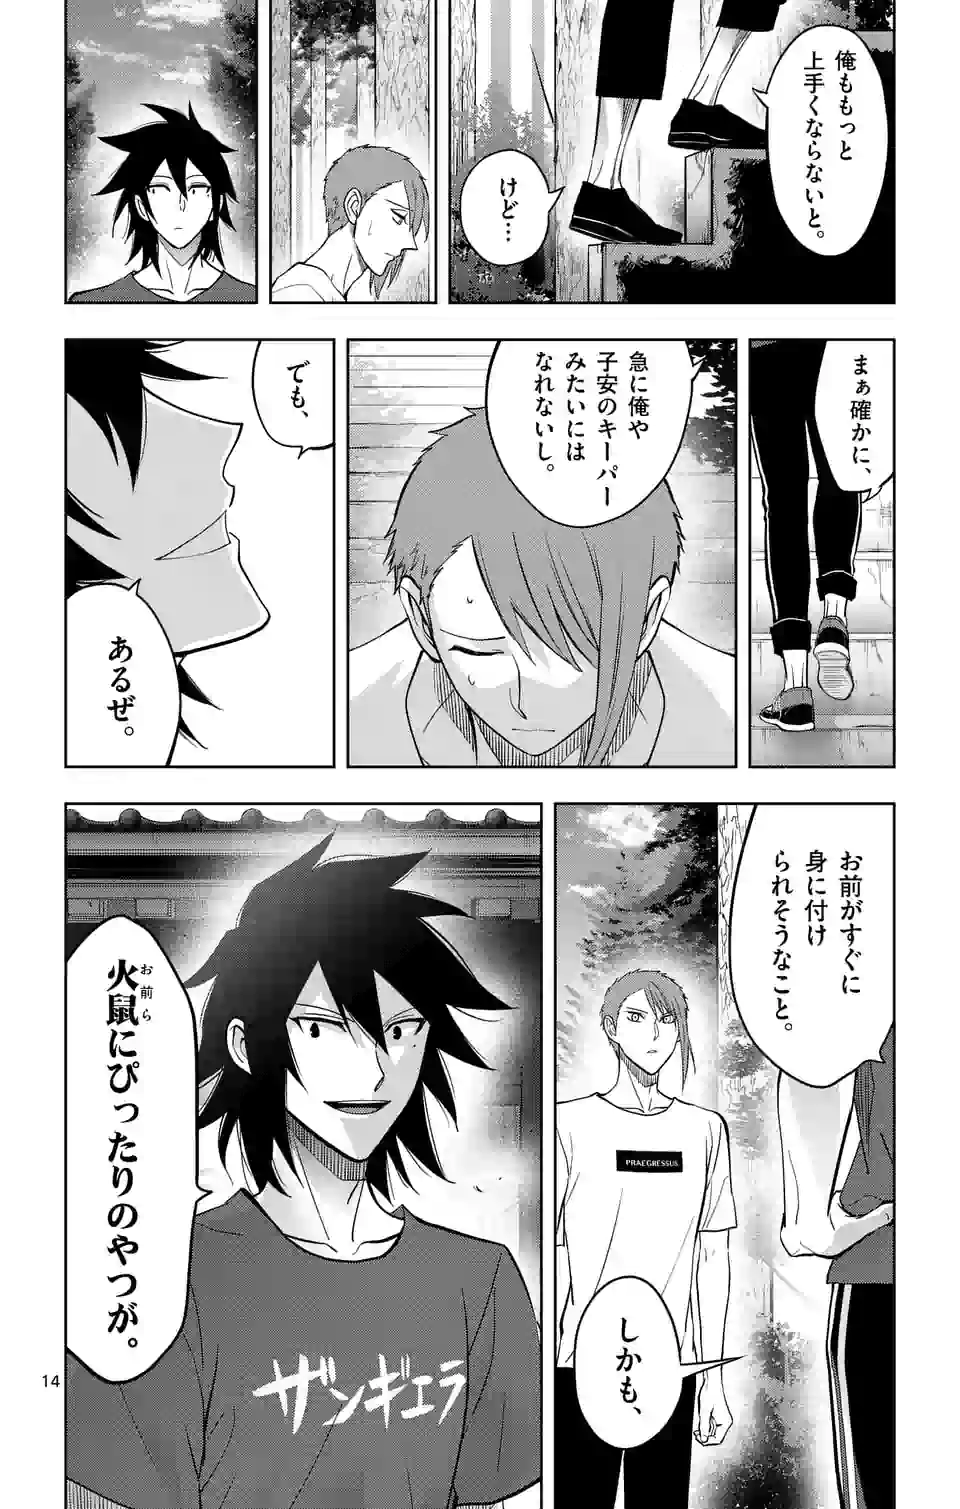 俺ももっと
上手くならないと。
けど…
まぁ確かに、
急に俺や
子安のキーパー
みたいには
なれないし。
でも、
あるぜ。
お前がすぐに
身に付け
られそうなこと。
PRAEGRESSUS
しかも、
お前ら
火鼠にぴったりのやつが。
ザンギエラ
14